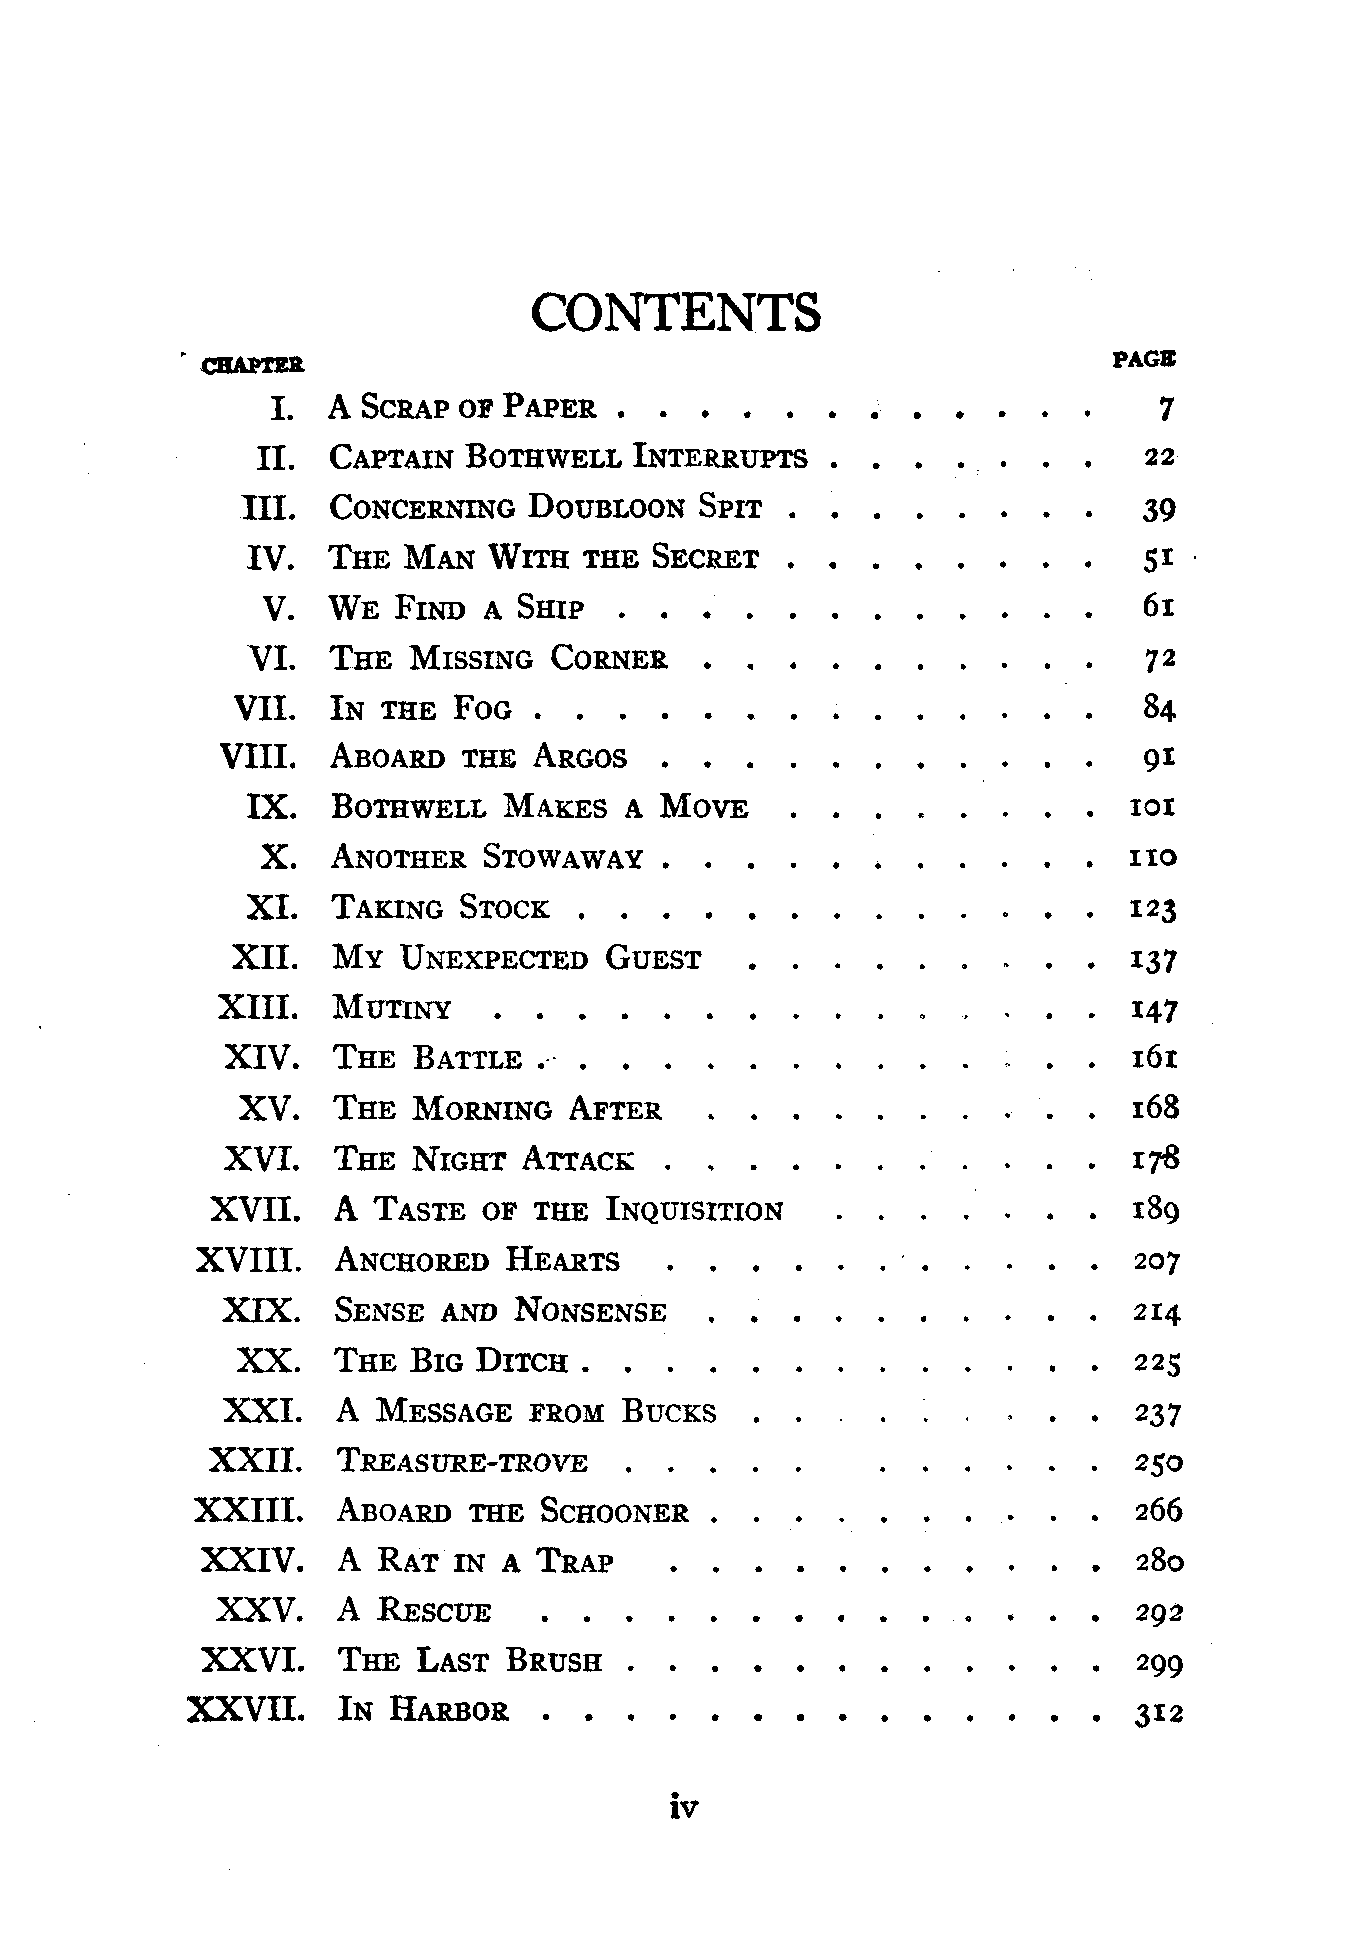 CONTENTS
CHAPTER PAGE
I. A Scrap of Paper . . . . . . . . . . . . 7
II. Captain Bothwell Interrupts . . . . . . . 22
III. Concerning Doubloon Spit . . . . . . . . 39
IV. The Man With the Secret . . . . . . . . 51
V. We Find a Ship . . . . . . . . . . . . 61
VI. The Missing Corner . . . . . . . . . . 72
VII. In the Fog . . . . . . . . . . . . . . 84
VIII. Aboard the Argos . . . . . . . . . . . 91
IX. Bothwell Makes a Move . . . . . . . . 101
X. Another Stowaway . . . . . . . . . . . 110
XI. Taking Stock . . . . . . . . . . . . . 123
XII. My Unexpected Guest . . . . . . . . . 137
XIII. Mutiny . . . . . . . . . . . . . . . 147
XIV. The Battle . . . . . . . . . . . . . . 161
XV. The Morning After . . . . . . . . . . 168
XVI. The Night Attack . . . . . . . . . . . 178
XVII. A Taste of the Inquisition . . . . . . . 189
XVIII. Anchored Hearts . . . . . . . . . . . 207
XIX. Sense and Nonsense . . . . . . . . . . 214
XX. The Big Ditch . . . . . . . . . . . . . 225
XXI. A Message from Bucks . . . . . . . . . 237
XXII. Treasure-trove . . . . . . . . . . . 250
XXIII. Aboard the Schooner . . . . . . . . . . 266
XXIV. A Rat in a Trap . . . . . . . . . . . 280
XXV. A Rescue . . . . . . . . . . . . . . 292
XXVI. The Last Brush . . . . . . . . . . . . 299
XXVII. In Harbor . . . . . . . . . . . . . . 312
iv